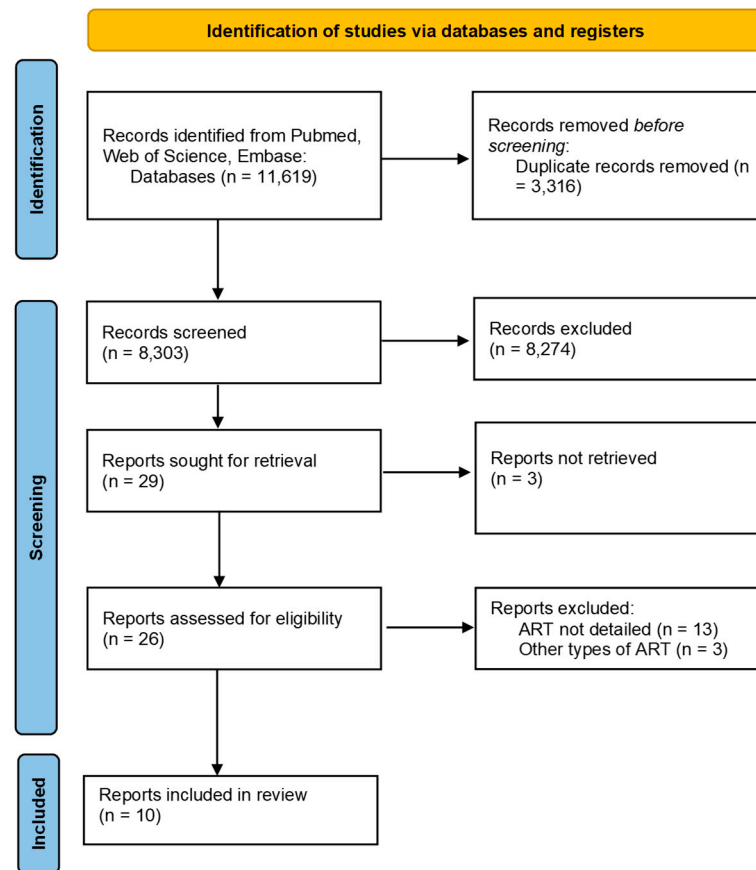 Identification of studies via databases and registers
Identification
Records identified from Pubmed,
Web of Science, Embase:
Databases (n = 11,619)
Records removed before
screening:
Duplicate records removed (n
= 3,316)
Screening
Records screened
(n = 8,303)
Records excluded
(n = 8,274)
Reports sought for retrieval
(n = 29)
Reports not retrieved
(n = 3)
Reports assessed for eligibility
(n = 26)
Reports excluded:
ART not detailed (n = 13)
Other types of ART (n = 3)
Included
Reports included in review
(n = 10)